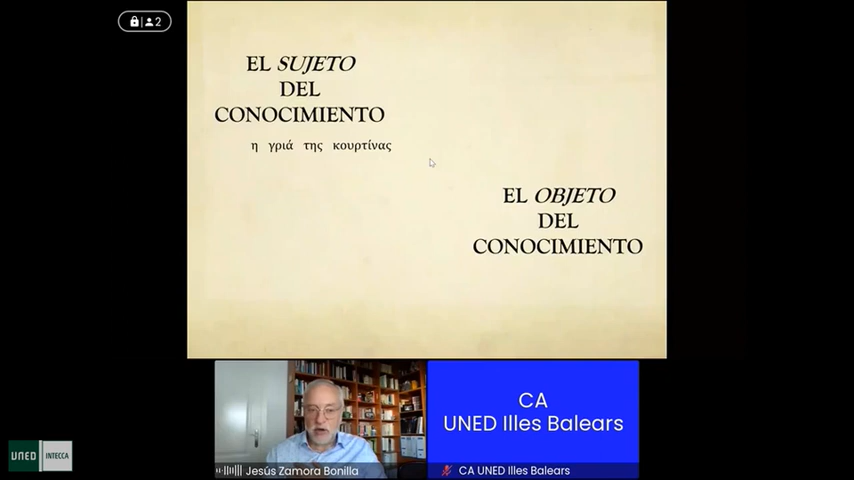 2
EL SUJETO
DEL
CONOCIMIENTO
η γριά της κουρτίνας
EL OBJETO
DEL
CONOCIMIENTO
CA
UNED Illes Balears
Jesús Zamora Bonilla
CA UNED Illes Balears
UNED INTECCA